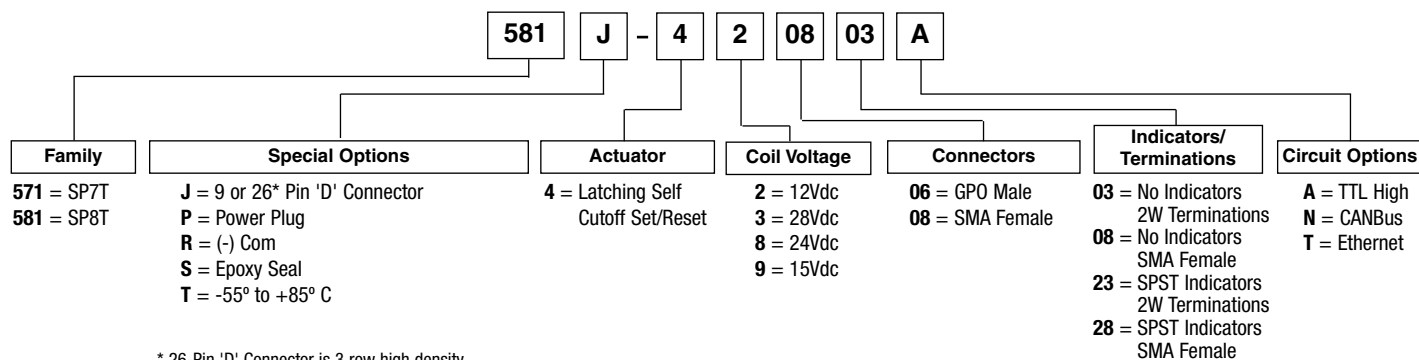 581 J – 4 2 08 03 A
Family
571 = SP7T
581 = SP8T
Special Options
J = 9 or 26* Pin 'D' Connector
P = Power Plug
R = (-) Com
S = Epoxy Seal
T = -55º to +85º C
Actuator
4 = Latching Self
Cutoff Set/Reset
Coil Voltage
2 = 12Vdc
3 = 28Vdc
8 = 24Vdc
9 = 15Vdc
Connectors
06 = GPO Male
08 = SMA Female
Indicators/
Terminations
03 = No Indicators
2W Terminations
08 = No Indicators
SMA Female
23 = SPST Indicators
2W Terminations
28 = SPST Indicators
SMA Female
Circuit Options
A = TTL High
N = CANBus
T = Ethernet
* 26 Pin 'D' Connector is 3 row high density